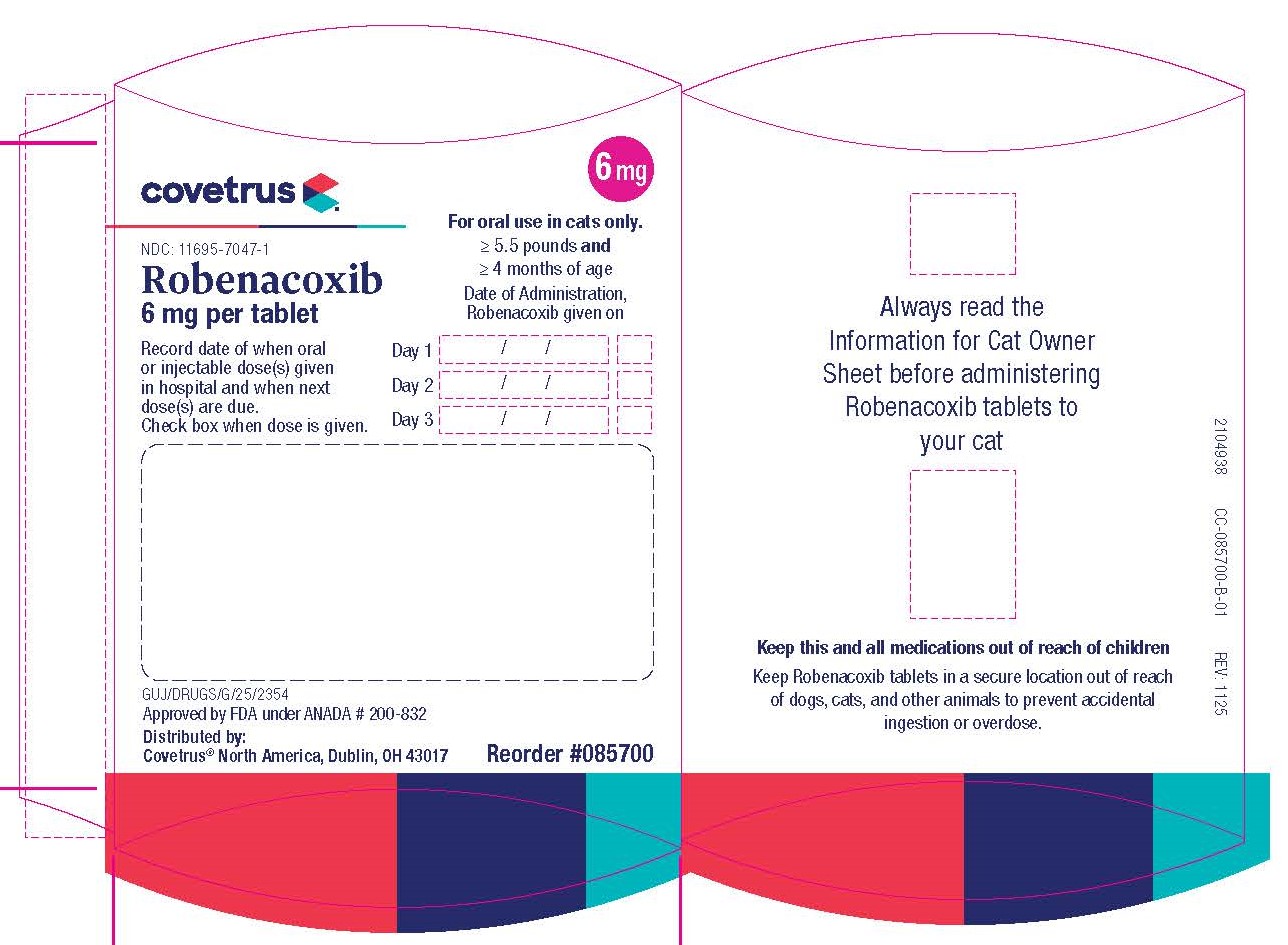 covetrus
6 mg
For oral use in cats only.
≥ 5.5 pounds and
≥ 4 months of age
Date of Administration,
Robenacoxib given on
NDC: 11695-7047-1
Robenacoxib
6 mg per tablet
Record date of when oral
or injectable dose(s) given
in hospital and when next
dose(s) are due.
Check box when dose is given.
Day 1 / /
Day 2 / /
Day 3 / /
GUJ/DRUGS/G/25/2354
Approved by FDA under ANADA # 200-832
Distributed by:
Covetrus® North America, Dublin, OH 43017
Reorder #085700
Always read the
Information for Cat Owner
Sheet before administering
Robenacoxib tablets to
your cat
Keep this and all medications out of reach of children
Keep Robenacoxib tablets in a secure location out of reach
of dogs, cats, and other animals to prevent accidental
ingestion or overdose.
2104938 CC-085700-B-01 REV: 1125